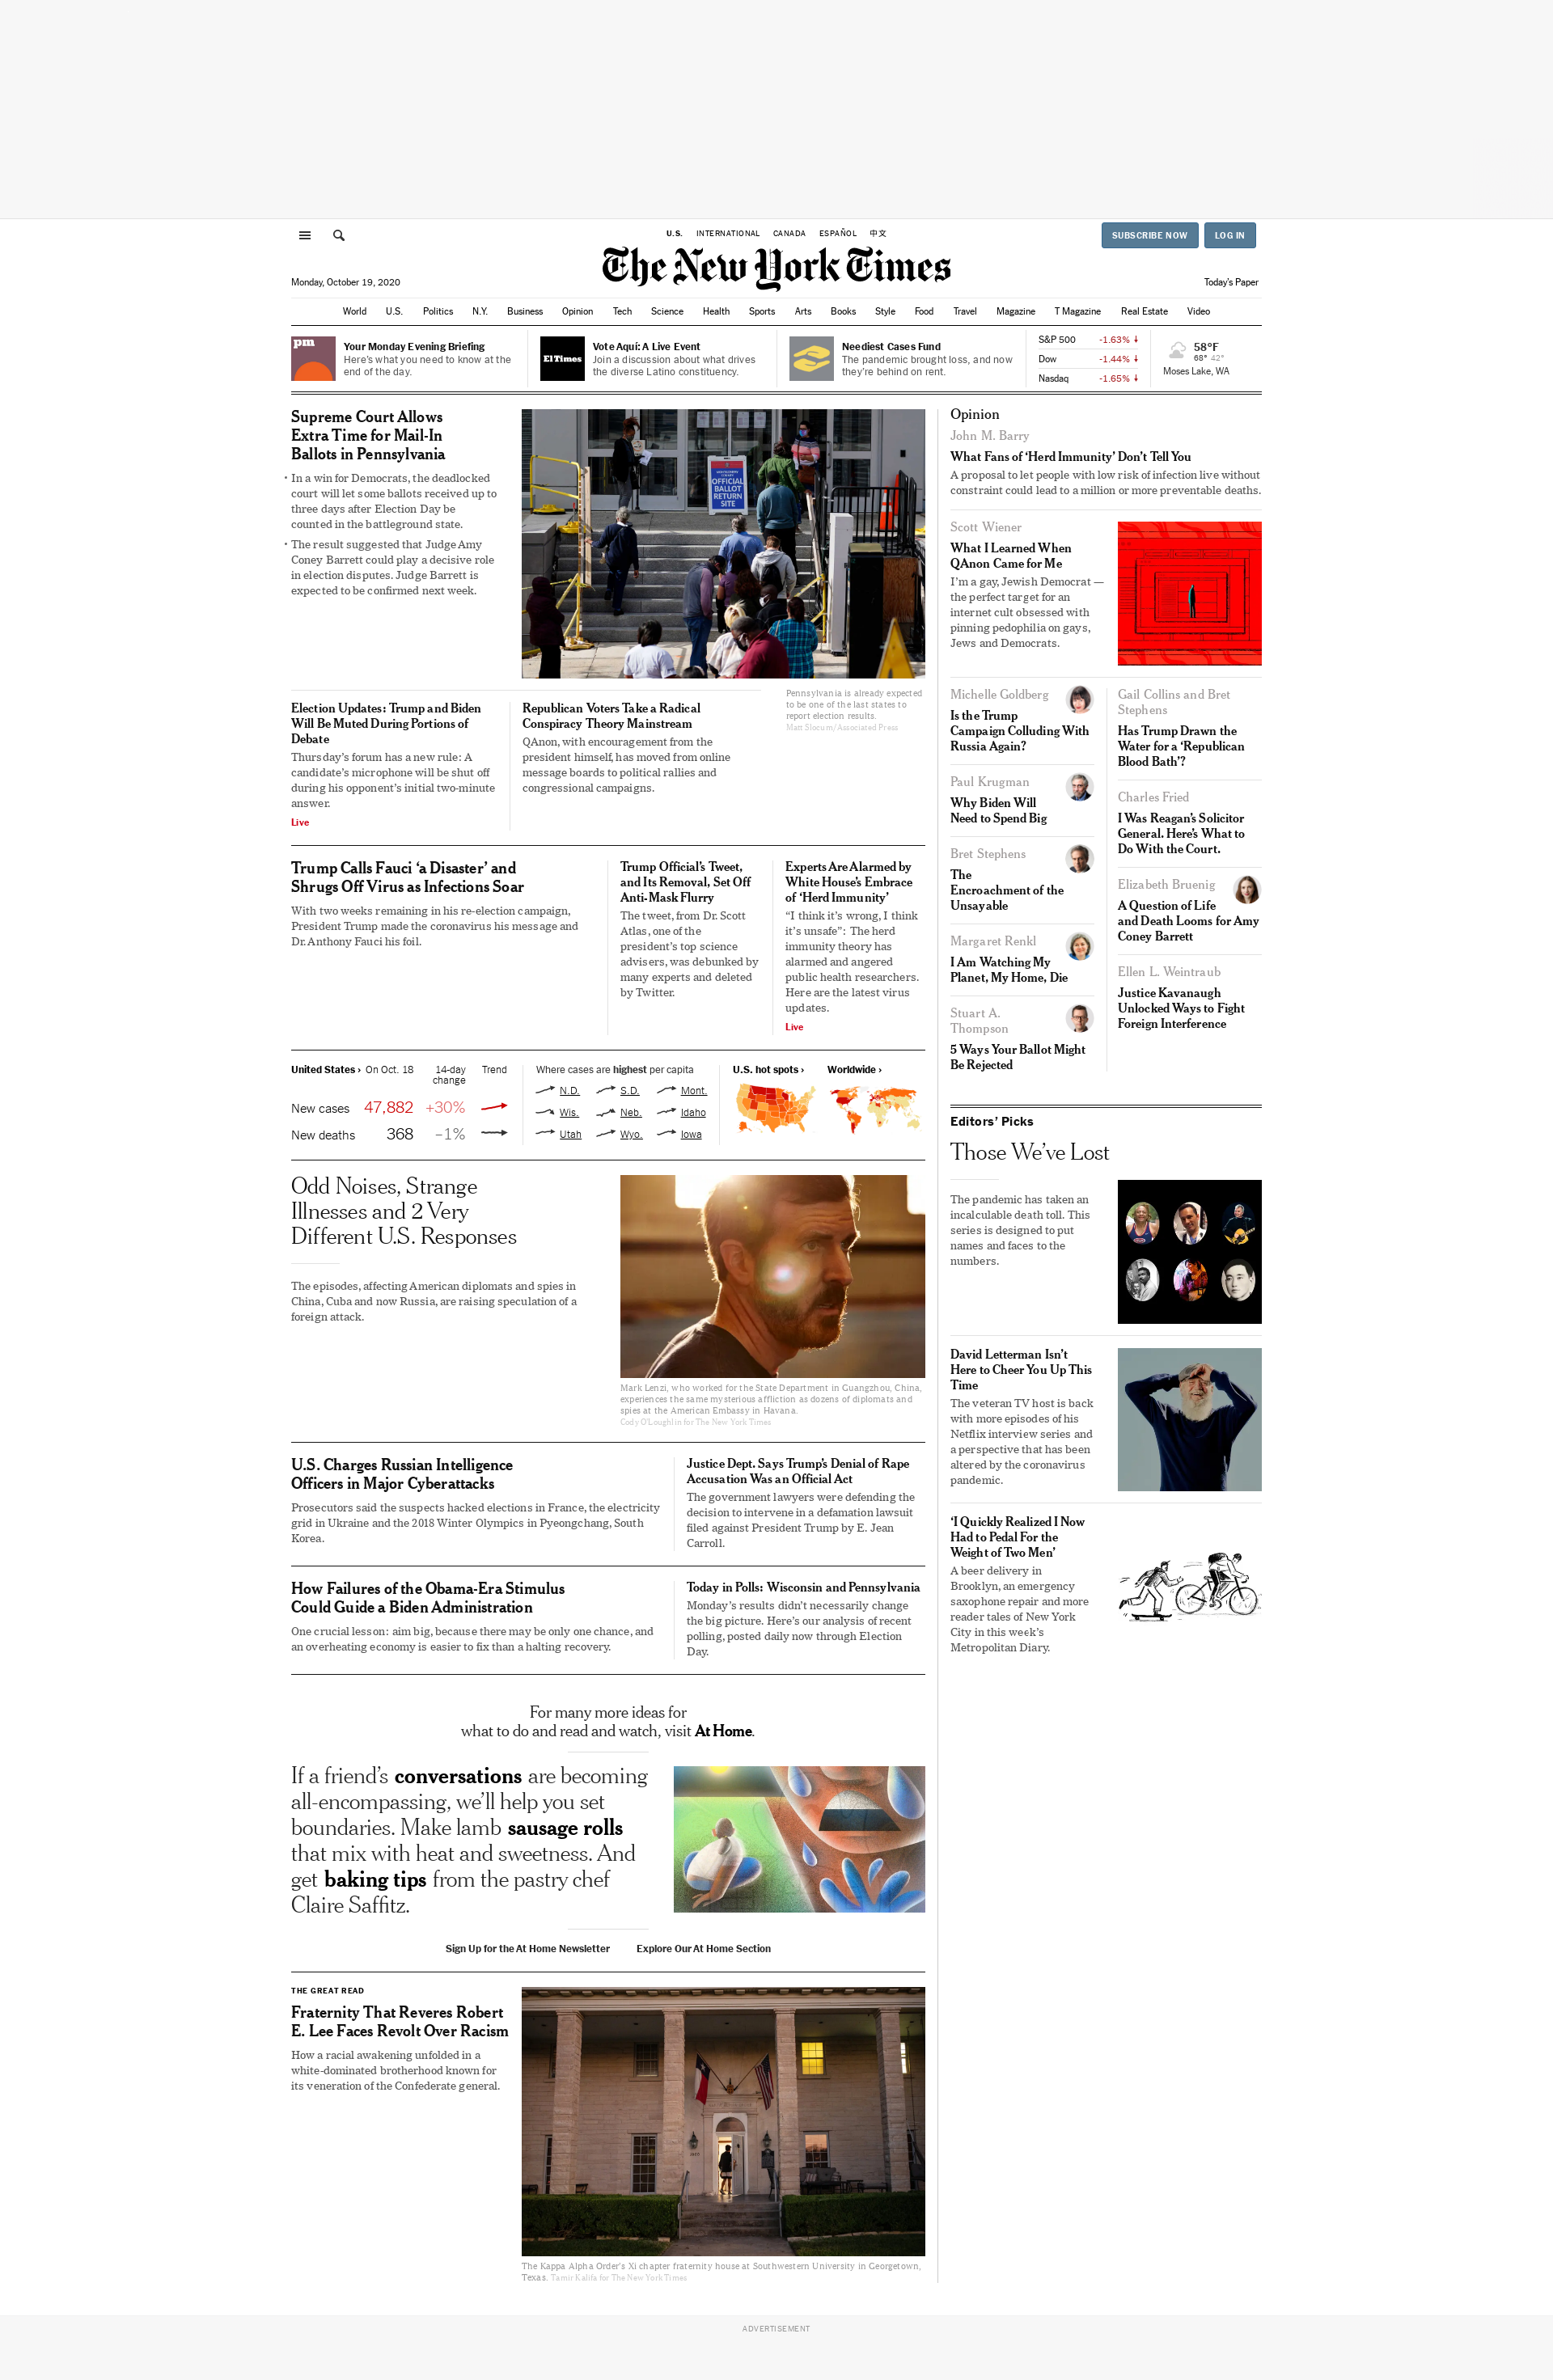 U.S. INTERNATIONAL CANADA ESPAÑOL 中文
SUBSCRIBE NOW LOG IN
The New York Times
Monday, October 19, 2020
Today's Paper
World U.S. Politics N.Y. Business Opinion Tech Science Health Sports Arts Books Style Food Travel Magazine T Magazine Real Estate Video
pm
Your Monday Evening Briefing
Here's what you need to know at the
end of the day.
El Times
Vote Aquí: A Live Event
Join a discussion about what drives
the diverse Latino constituency.
Neediest Cases Fund
The pandemic brought loss, and now
they're behind on rent.
S&P 500 -1.63%
Dow -1.44%
Nasdaq -1.65%
58°F
68° 42°
Moses Lake, WA
Supreme Court Allows
Extra Time for Mail-In
Ballots in Pennsylvania
• In a win for Democrats, the deadlocked
court will let some ballots received up to
three days after Election Day be
counted in the battleground state.
• The result suggested that Judge Amy
Coney Barrett could play a decisive role
in election disputes. Judge Barrett is
expected to be confirmed next week.
OFFICIAL
BALLOT
RETURN
SITE
Pennsylvania is already expected
to be one of the last states to
report election results.
Matt Slocum/Associated Press
Election Updates: Trump and Biden
Will Be Muted During Portions of
Debate
Thursday's forum has a new rule: A
candidate's microphone will be shut off
during his opponent's initial two-minute
answer.
Live
Republican Voters Take a Radical
Conspiracy Theory Mainstream
QAnon, with encouragement from the
president himself, has moved from online
message boards to political rallies and
congressional campaigns.
Trump Calls Fauci 'a Disaster' and
Shrugs Off Virus as Infections Soar
With two weeks remaining in his re-election campaign,
President Trump made the coronavirus his message and
Dr. Anthony Fauci his foil.
Trump Official's Tweet,
and Its Removal, Set Off
Anti-Mask Flurry
The tweet, from Dr. Scott
Atlas, one of the
president's top science
advisers, was debunked by
many experts and deleted
by Twitter.
Experts Are Alarmed by
White House's Embrace
of 'Herd Immunity'
“I think it's wrong, I think
it's unsafe”: The herd
immunity theory has
alarmed and angered
public health researchers.
Here are the latest virus
updates.
Live
United States › On Oct. 18 14-day
change Trend
New cases 47,882 +30%
New deaths 368 –1%
Where cases are highest per capita
N.D. S.D. Mont.
Wis. Neb. Idaho
Utah Wyo. Iowa
U.S. hot spots › Worldwide ›
Odd Noises, Strange
Illnesses and 2 Very
Different U.S. Responses
The episodes, affecting American diplomats and spies in
China, Cuba and now Russia, are raising speculation of a
foreign attack.
Mark Lenzi, who worked for the State Department in Guangzhou, China,
experiences the same mysterious affliction as dozens of diplomats and
spies at the American Embassy in Havana.
Cody O'Loughlin for The New York Times
U.S. Charges Russian Intelligence
Officers in Major Cyberattacks
Prosecutors said the suspects hacked elections in France, the electricity
grid in Ukraine and the 2018 Winter Olympics in Pyeongchang, South
Korea.
Justice Dept. Says Trump's Denial of Rape
Accusation Was an Official Act
The government lawyers were defending the
decision to intervene in a defamation lawsuit
filed against President Trump by E. Jean
Carroll.
How Failures of the Obama-Era Stimulus
Could Guide a Biden Administration
One crucial lesson: aim big, because there may be only one chance, and
an overheating economy is easier to fix than a halting recovery.
Today in Polls: Wisconsin and Pennsylvania
Monday's results didn't necessarily change
the big picture. Here's our analysis of recent
polling, posted daily now through Election
Day.
For many more ideas for
what to do and read and watch, visit At Home.
If a friend's conversations are becoming
all-encompassing, we'll help you set
boundaries. Make lamb sausage rolls
that mix with heat and sweetness. And
get baking tips from the pastry chef
Claire Saffitz.
Sign Up for the At Home Newsletter Explore Our At Home Section
THE GREAT READ
Fraternity That Reveres Robert
E. Lee Faces Revolt Over Racism
How a racial awakening unfolded in a
white-dominated brotherhood known for
its veneration of the Confederate general.
The Kappa Alpha Order's Xi chapter fraternity house at Southwestern University in Georgetown,
Texas. Tamir Kalifa for The New York Times
Opinion
John M. Barry
What Fans of 'Herd Immunity' Don't Tell You
A proposal to let people with low risk of infection live without
constraint could lead to a million or more preventable deaths.
Scott Wiener
What I Learned When
QAnon Came for Me
I'm a gay, Jewish Democrat —
the perfect target for an
internet cult obsessed with
pinning pedophilia on gays,
Jews and Democrats.
Michelle Goldberg
Is the Trump
Campaign Colluding With
Russia Again?
Paul Krugman
Why Biden Will
Need to Spend Big
Bret Stephens
The
Encroachment of the
Unsayable
Margaret Renkl
I Am Watching My
Planet, My Home, Die
Stuart A.
Thompson
5 Ways Your Ballot Might
Be Rejected
Gail Collins and Bret
Stephens
Has Trump Drawn the
Water for a 'Republican
Blood Bath'?
Charles Fried
I Was Reagan's Solicitor
General. Here's What to
Do With the Court.
Elizabeth Bruenig
A Question of Life
and Death Looms for Amy
Coney Barrett
Ellen L. Weintraub
Justice Kavanaugh
Unlocked Ways to Fight
Foreign Interference
Editors' Picks
Those We've Lost
The pandemic has taken an
incalculable death toll. This
series is designed to put
names and faces to the
numbers.
David Letterman Isn't
Here to Cheer You Up This
Time
The veteran TV host is back
with more episodes of his
Netflix interview series and
a perspective that has been
altered by the coronavirus
pandemic.
'I Quickly Realized I Now
Had to Pedal For the
Weight of Two Men'
A beer delivery in
Brooklyn, an emergency
saxophone repair and more
reader tales of New York
City in this week's
Metropolitan Diary.
ADVERTISEMENT